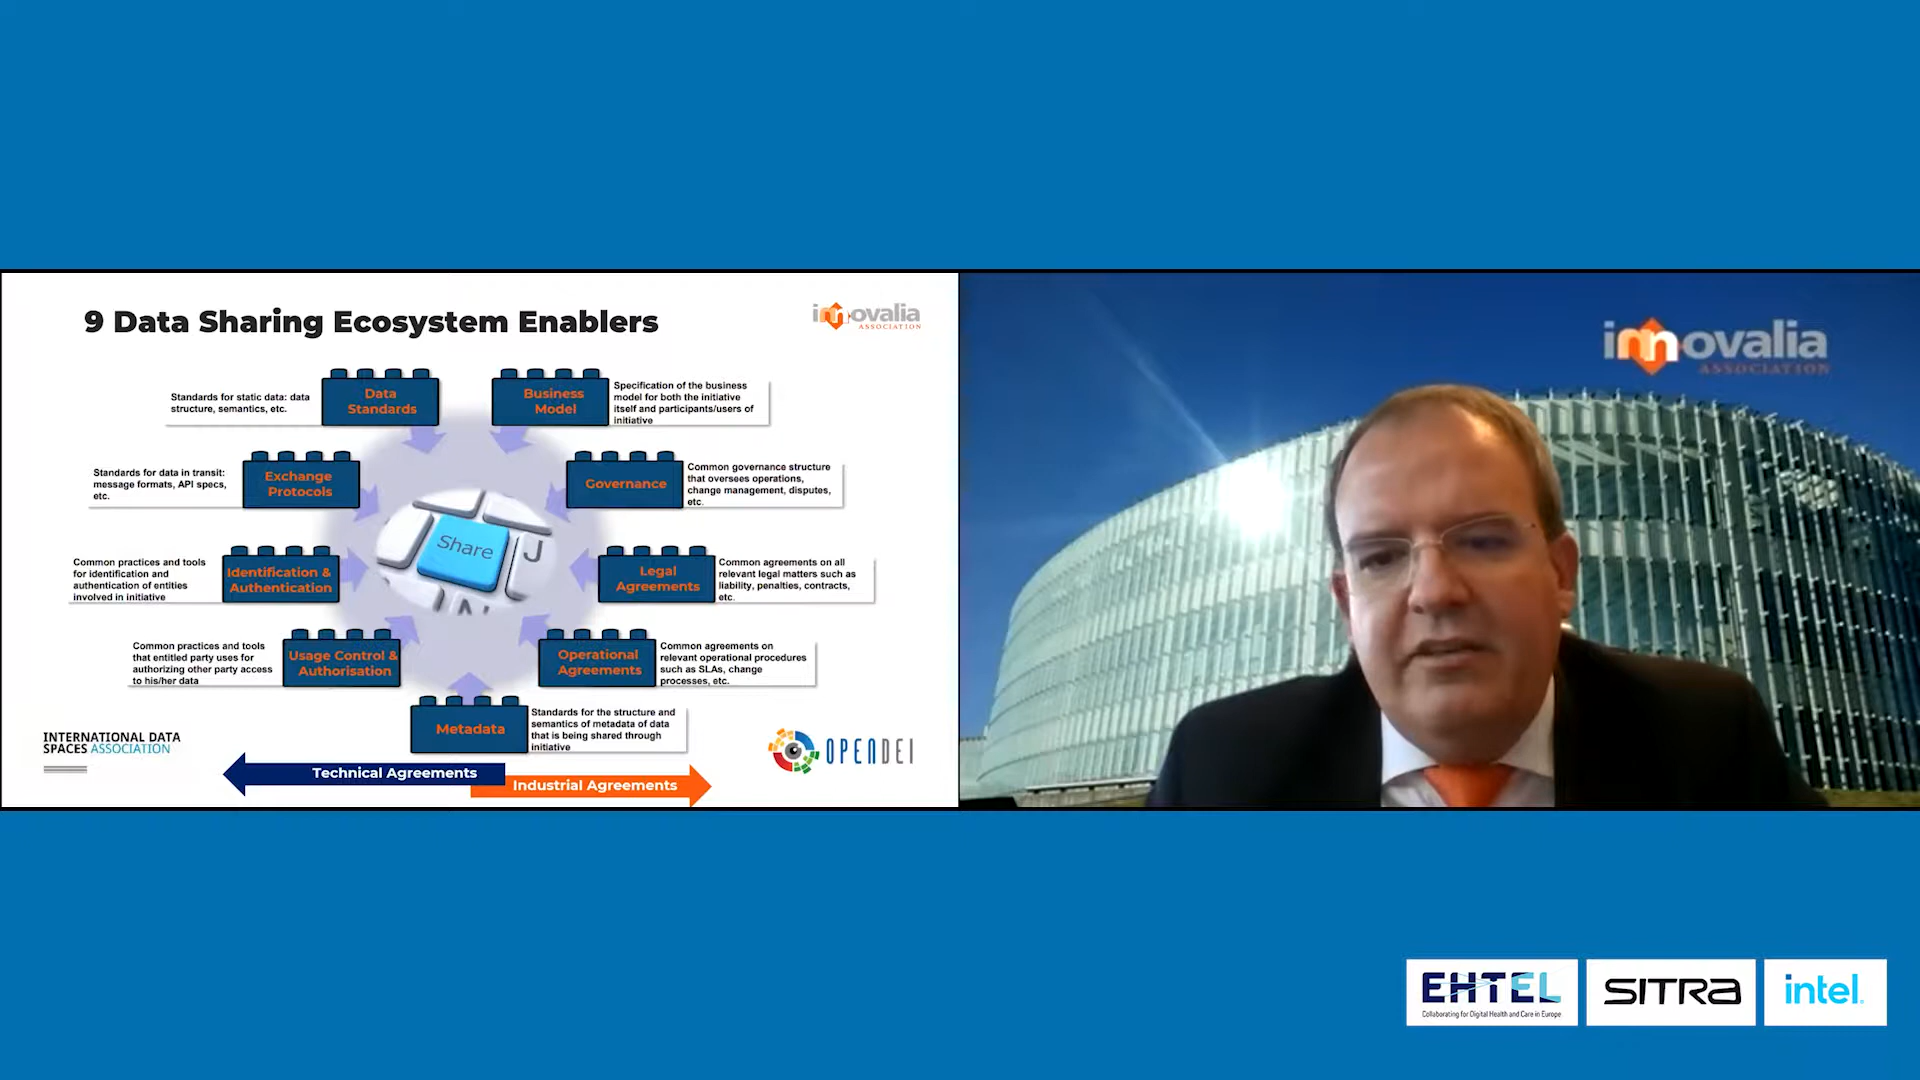 9 Data Sharing Ecosystem Enablers
innovalia
ASSOCIATION
Standards for static data: data
structure, semantics, etc.
Data
Standards
Business
Model
Specification of the business
model for both the initiative
itself and participants/users of
initiative
Standards for data in transit:
message formats, API specs,
etc.
Exchange
Protocols
Governance
Common governance structure
that oversees operations,
change management, disputes,
etc.
Share
J
N
Common practices and tools
for identification and
authentication of entities
involved in initiative
Identification &
Authentication
Legal
Agreements
Common agreements on all
relevant legal matters such as
liability, penalties, contracts,
etc.
Common practices and tools
that entitled party uses for
authorizing other party access
to his/her data
Usage Control &
Authorisation
Operational
Agreements
Common agreements on
relevant operational procedures
such as SLAs, change
processes, etc.
Metadata
Standards for the structure and
semantics of metadata of data
that is being shared through
initiative
INTERNATIONAL DATA
SPACES ASSOCIATION
OPENDEI
Technical Agreements
Industrial Agreements
innovalia
ASSOCIATION
EHTEL
Collaborating for Digital Health and Care in Europe
SITRA
intel.